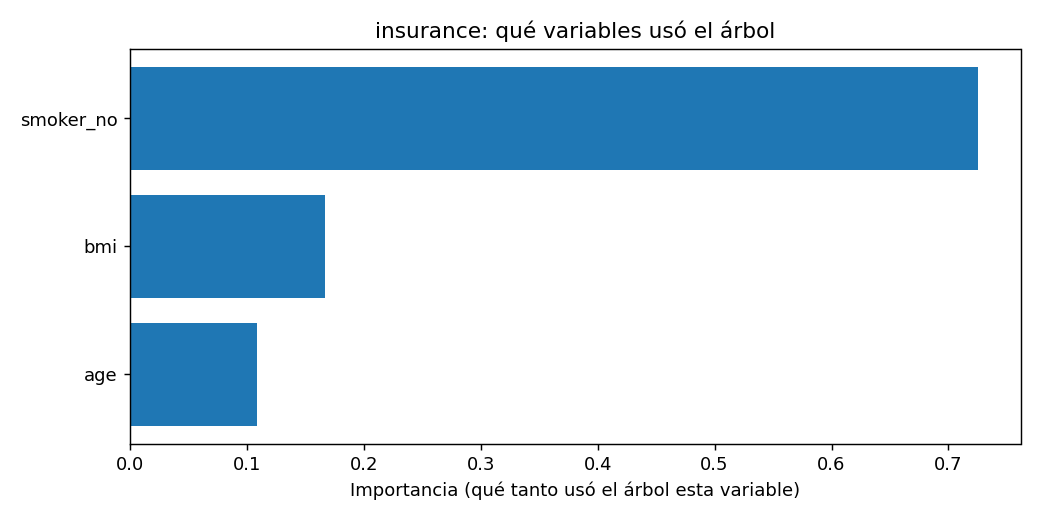 insurance: qué variables usó el árbol
smoker_no
bmi
age
0.0 0.1 0.2 0.3 0.4 0.5 0.6 0.7
Importancia (qué tanto usó el árbol esta variable)